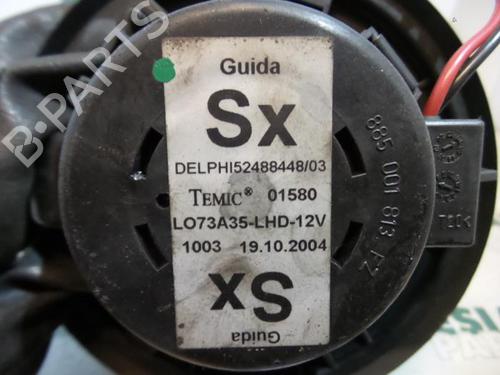 Guida
Sx
DELPHI52488448/03
TEMIC® 01580
LO73A35-LHD-12V
1003 19.10.2004
Sx
Guida
885 001 813 FZ
B-PARTS